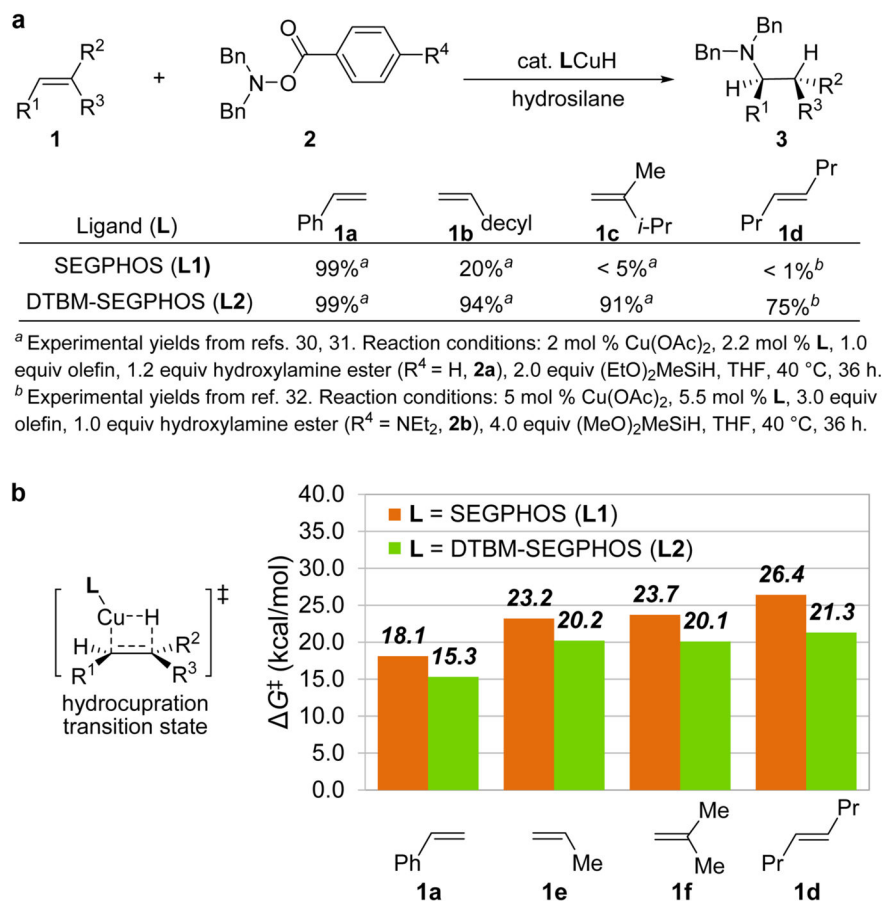 a
R¹ R² R³
1
+
Bn N Bn O O R⁴
2
cat. LCuH
hydrosilane
Bn N Bn H H R¹ R² R³
3
Ligand (L)
Ph 1a
decyl 1b
Me i-Pr 1c
Pr Pr 1d
SEGPHOS (L1) 99%ᵃ 20%ᵃ < 5%ᵃ < 1%ᵇ
DTBM-SEGPHOS (L2) 99%ᵃ 94%ᵃ 91%ᵃ 75%ᵇ
ᵃ Experimental yields from refs. 30, 31. Reaction conditions: 2 mol % Cu(OAc)₂, 2.2 mol % L, 1.0
equiv olefin, 1.2 equiv hydroxylamine ester (R⁴ = H, 2a), 2.0 equiv (EtO)₂MeSiH, THF, 40 °C, 36 h.
ᵇ Experimental yields from ref. 32. Reaction conditions: 5 mol % Cu(OAc)₂, 5.5 mol % L, 3.0 equiv
olefin, 1.0 equiv hydroxylamine ester (R⁴ = NEt₂, 2b), 4.0 equiv (MeO)₂MeSiH, THF, 40 °C, 36 h.
b
L
Cu H
H R²
R¹ R³
‡
hydrocupration
transition state
ΔG‡ (kcal/mol)
40.0
35.0
30.0
25.0
20.0
15.0
10.0
5.0
0.0
L = SEGPHOS (L1)
L = DTBM-SEGPHOS (L2)
18.1 15.3 23.2 20.2 23.7 20.1 26.4 21.3
Ph 1a
Me 1e
Me Me 1f
Pr Pr 1d